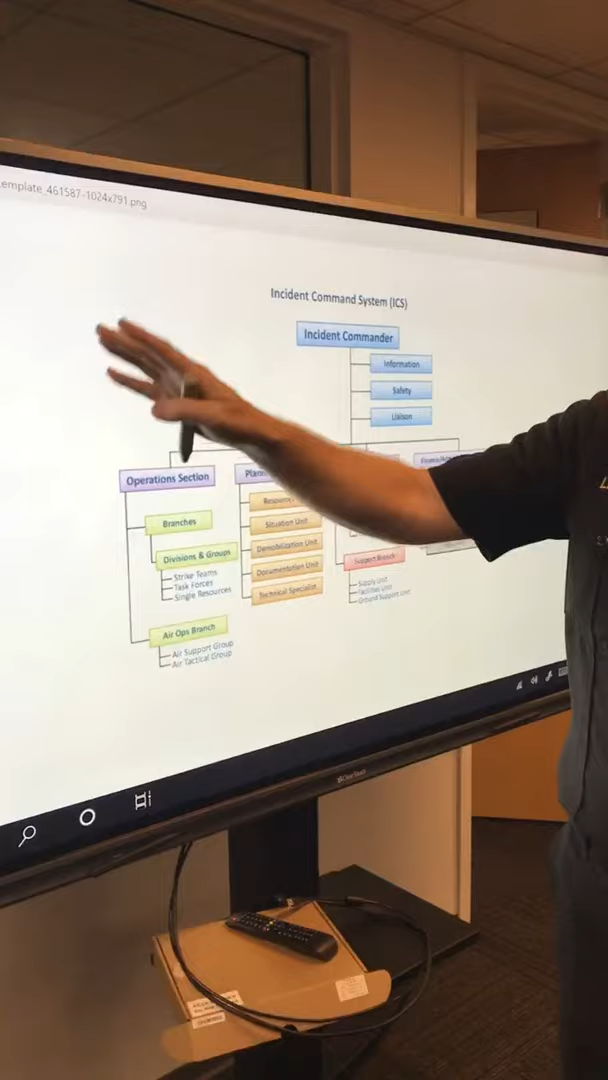 template_461587-1024x791.png
Incident Command System (ICS)
Incident Commander
Information
Safety
Liaison
Operations Section
Branches
Divisions & Groups
Strike Teams
Task Forces
Single Resources
Air Ops Branch
Air Support Group
Air Tactical Group
Situation Unit
Demobilization Unit
Documentation Unit
Technical Specialist
Support Branch
Supply Unit
Facilities Unit
Ground Support Unit